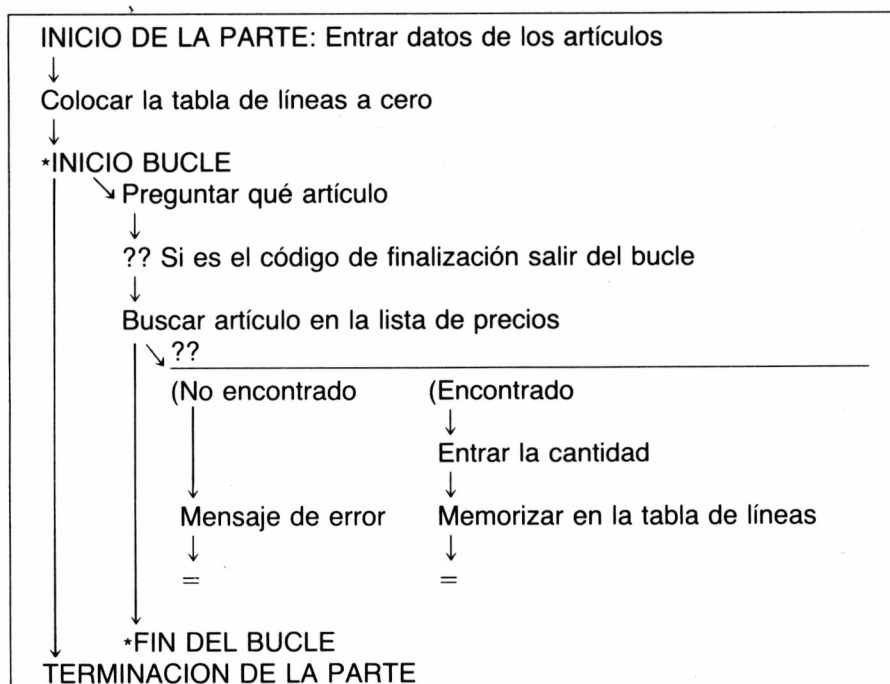 INICIO DE LA PARTE: Entrar datos de los artículos
Colocar la tabla de líneas a cero
*INICIO BUCLE
Preguntar qué artículo
?? Si es el código de finalización salir del bucle
Buscar artículo en la lista de precios
??
(No encontrado (Encontrado
Entrar la cantidad
Mensaje de error Memorizar en la tabla de líneas
= =
*FIN DEL BUCLE
TERMINACION DE LA PARTE